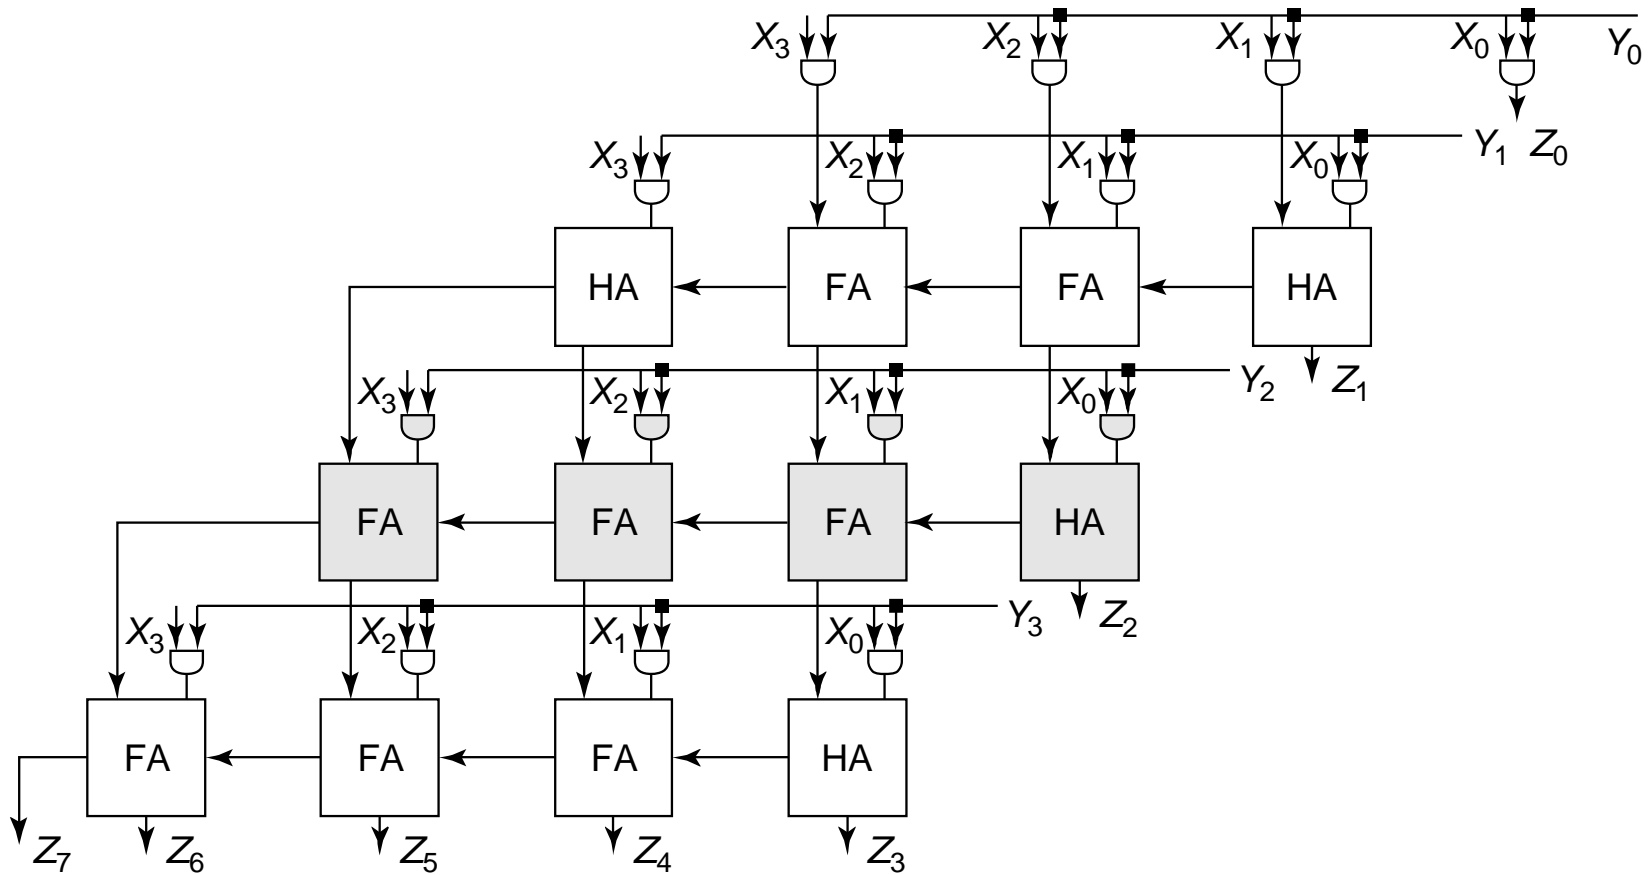 X3 X2 X1 X0 Y0
X3 X2 X1 X0 Y1 Z0
HA FA FA HA
X3 X2 X1 X0 Y2 Z1
FA FA FA HA
X3 X2 X1 X0 Y3 Z2
FA FA FA HA
Z7 Z6 Z5 Z4 Z3